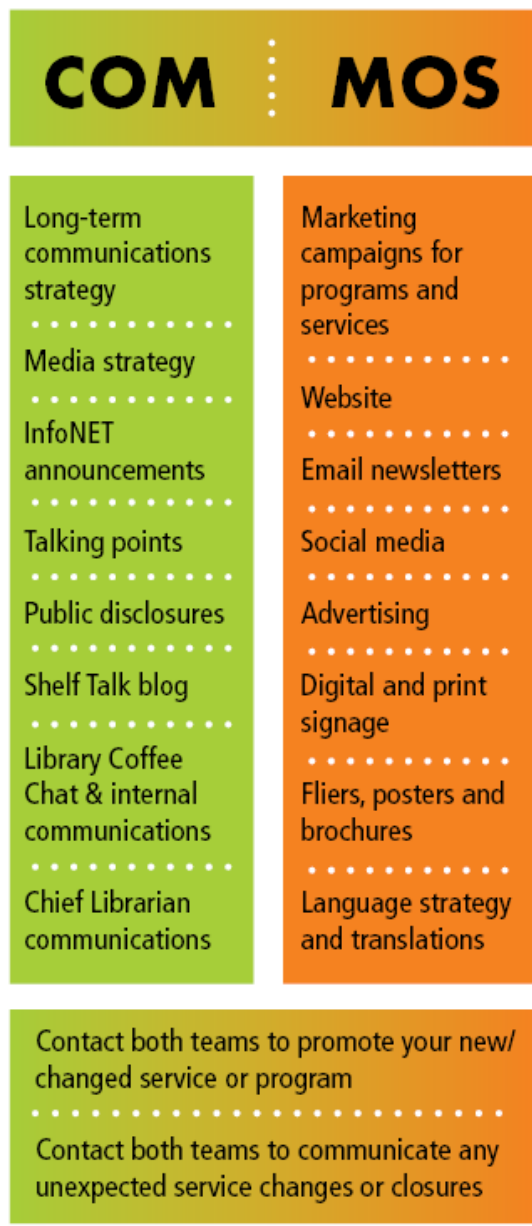 COM MOS
Long-term
communications
strategy
Media strategy
InfoNET
announcements
Talking points
Public disclosures
Shelf Talk blog
Library Coffee
Chat & internal
communications
Chief Librarian
communications
Marketing
campaigns for
programs and
services
Website
Email newsletters
Social media
Advertising
Digital and print
signage
Fliers, posters and
brochures
Language strategy
and translations
Contact both teams to promote your new/
changed service or program
Contact both teams to communicate any
unexpected service changes or closures